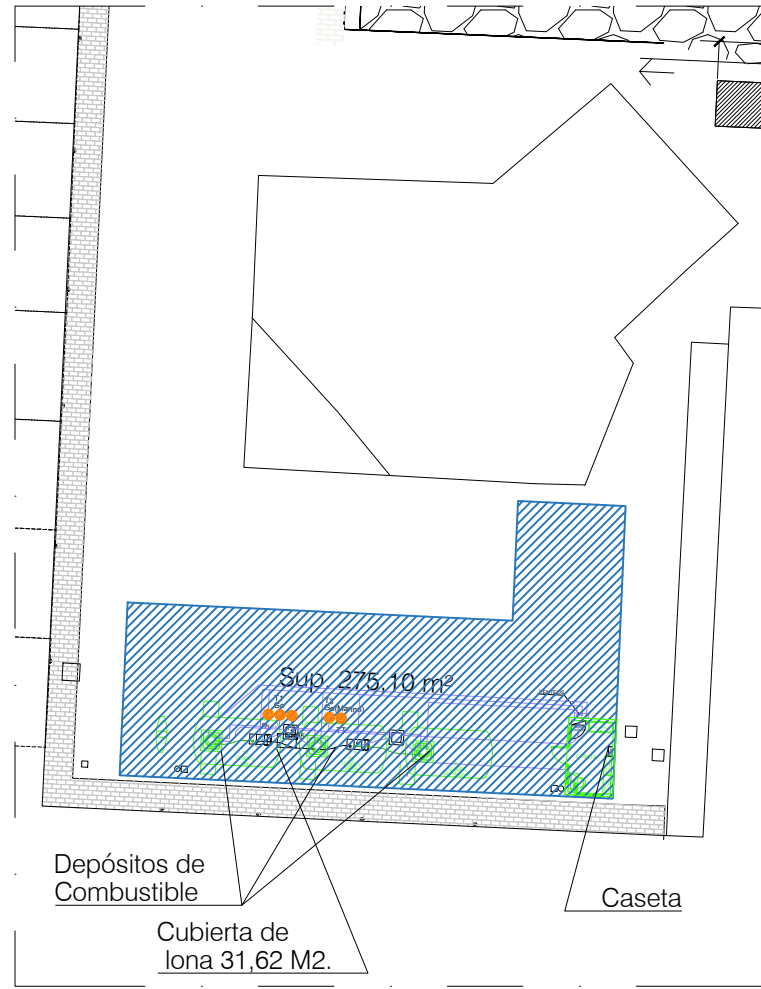 Sup. 275,10 m²
Depósitos de
Combustible
Cubierta de
lona 31,62 M2.
Caseta